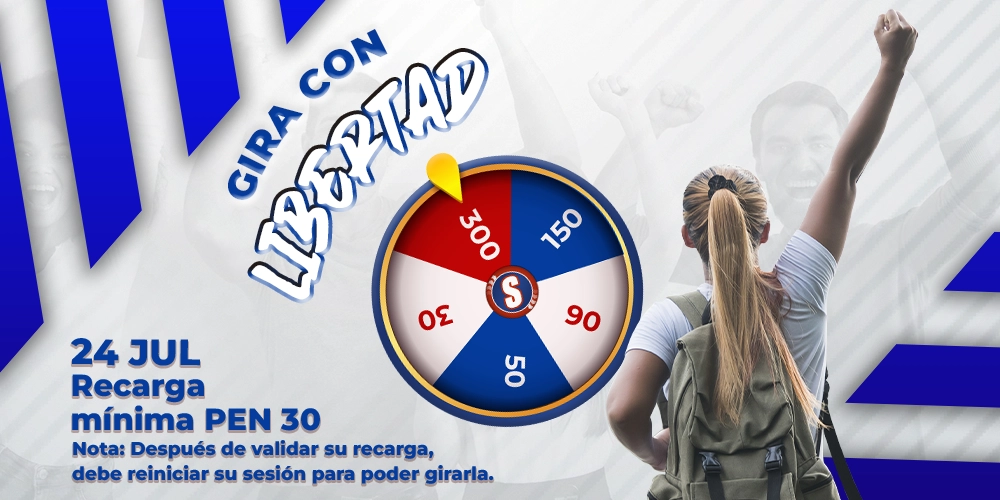 GIRA CON
LIBERTAD
300
150
90
50
30
S
24 JUL
Recarga
mínima PEN 30
Nota: Después de validar su recarga,
debe reiniciar su sesión para poder girarla.